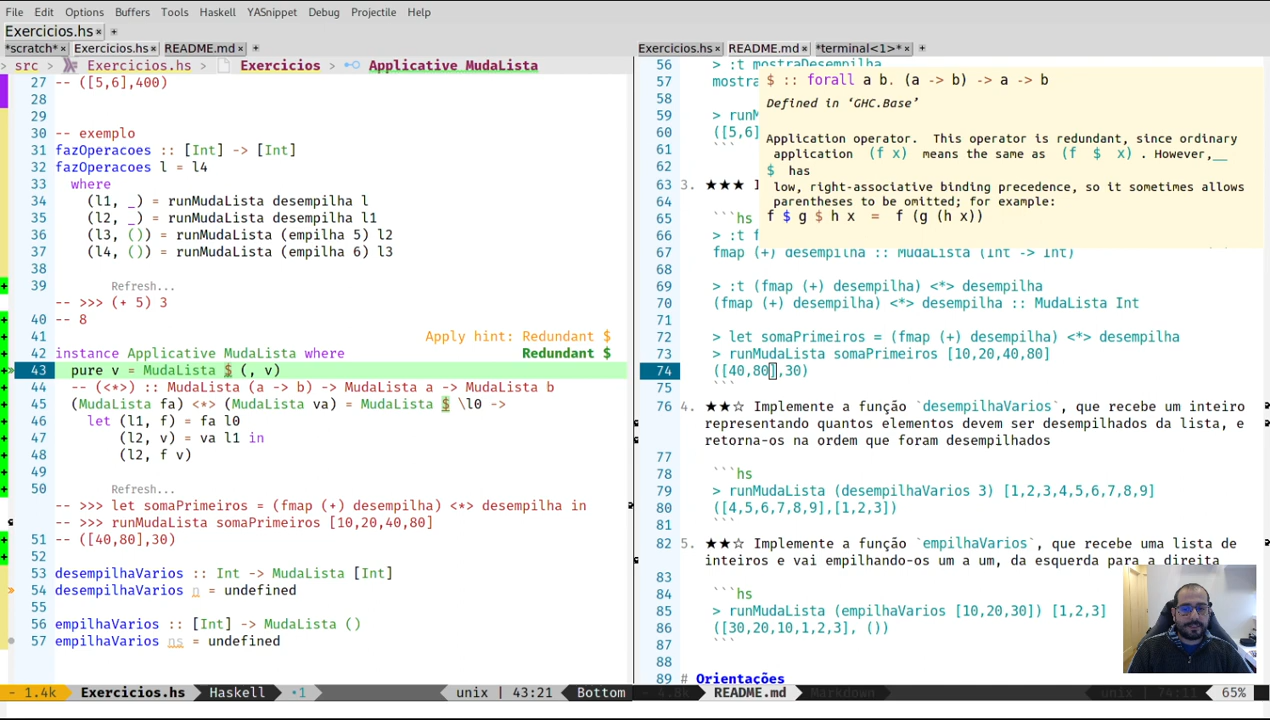 File Edit Options Buffers Tools Haskell YASnippet Debug Projectile Help
Exercicios.hs× +
*scratch*× Exercicios.hs× README.md× +
> src > Exercicios.hs > Exercicios > Applicative MudaLista
27 -- ([5,6],400)
28
29
30 -- exemplo
31 fazOperacoes :: [Int] -> [Int]
32 fazOperacoes l = l4
33 where
34 (l1, _) = runMudaLista desempilha l
35 (l2, _) = runMudaLista desempilha l1
36 (l3, ()) = runMudaLista (empilha 5) l2
37 (l4, ()) = runMudaLista (empilha 6) l3
38
39 Refresh...
-- >>> (+ 5) 3
40 -- 8
41 Apply hint: Redundant $
42 instance Applicative MudaLista where Redundant $
43 pure v = MudaLista $ (, v)
44 -- (<*>) :: MudaLista (a -> b) -> MudaLista a -> MudaLista b
45 (MudaLista fa) <*> (MudaLista va) = MudaLista $ \l0 ->
46 let (l1, f) = fa l0
47 (l2, v) = va l1 in
48 (l2, f v)
49
50 Refresh...
-- >>> let somaPrimeiros = (fmap (+) desempilha) <*> desempilha in
-- >>> runMudaLista somaPrimeiros [10,20,40,80]
51 -- ([40,80],30)
52
53 desempilhaVarios :: Int -> MudaLista [Int]
54 desempilhaVarios n = undefined
55
56 empilhaVarios :: [Int] -> MudaLista ()
57 empilhaVarios ns = undefined
- 1.4k Exercicios.hs Haskell •1 unix | 43:21 Bottom
Exercicios.hs× README.md× *terminal<1>*× +
56 > :t mostraDesempilha
57 mostra
58
59 > runM
60 ([5,6]
61 ```
62
63 3. ★★★ I
64
65 ```hs
66 > :t f
67 fmap (+) desempilha :: MudaLista (Int -> Int)
68
69 > :t (fmap (+) desempilha) <*> desempilha
70 (fmap (+) desempilha) <*> desempilha :: MudaLista Int
71
72 > let somaPrimeiros = (fmap (+) desempilha) <*> desempilha
73 > runMudaLista somaPrimeiros [10,20,40,80]
74 ([40,80],30)
75 ```
76 4. ★★☆ Implemente a função `desempilhaVarios`, que recebe um inteiro
representando quantos elementos devem ser desempilhados da lista, e
retorna-os na ordem que foram desempilhados
77
78 ```hs
79 > runMudaLista (desempilhaVarios 3) [1,2,3,4,5,6,7,8,9]
80 ([4,5,6,7,8,9],[1,2,3])
81 ```
82 5. ★★☆ Implemente a função `empilhaVarios`, que recebe uma lista de
inteiros e vai empilhando-os um a um, da esquerda para a direita
83
84 ```hs
85 > runMudaLista (empilhaVarios [10,20,30]) [1,2,3]
86 ([30,20,10,1,2,3], ())
87 ```
88
89 # Orientações
- 4.8k README.md Markdown unix | 74:11 65%
$ :: forall a b. (a -> b) -> a -> b
Defined in ‘GHC.Base’
Application operator. This operator is redundant, since ordinary
application (f x) means the same as (f $ x) . However,__
$ has
low, right-associative binding precedence, so it sometimes allows
parentheses to be omitted; for example:
f $ g $ h x = f (g (h x))